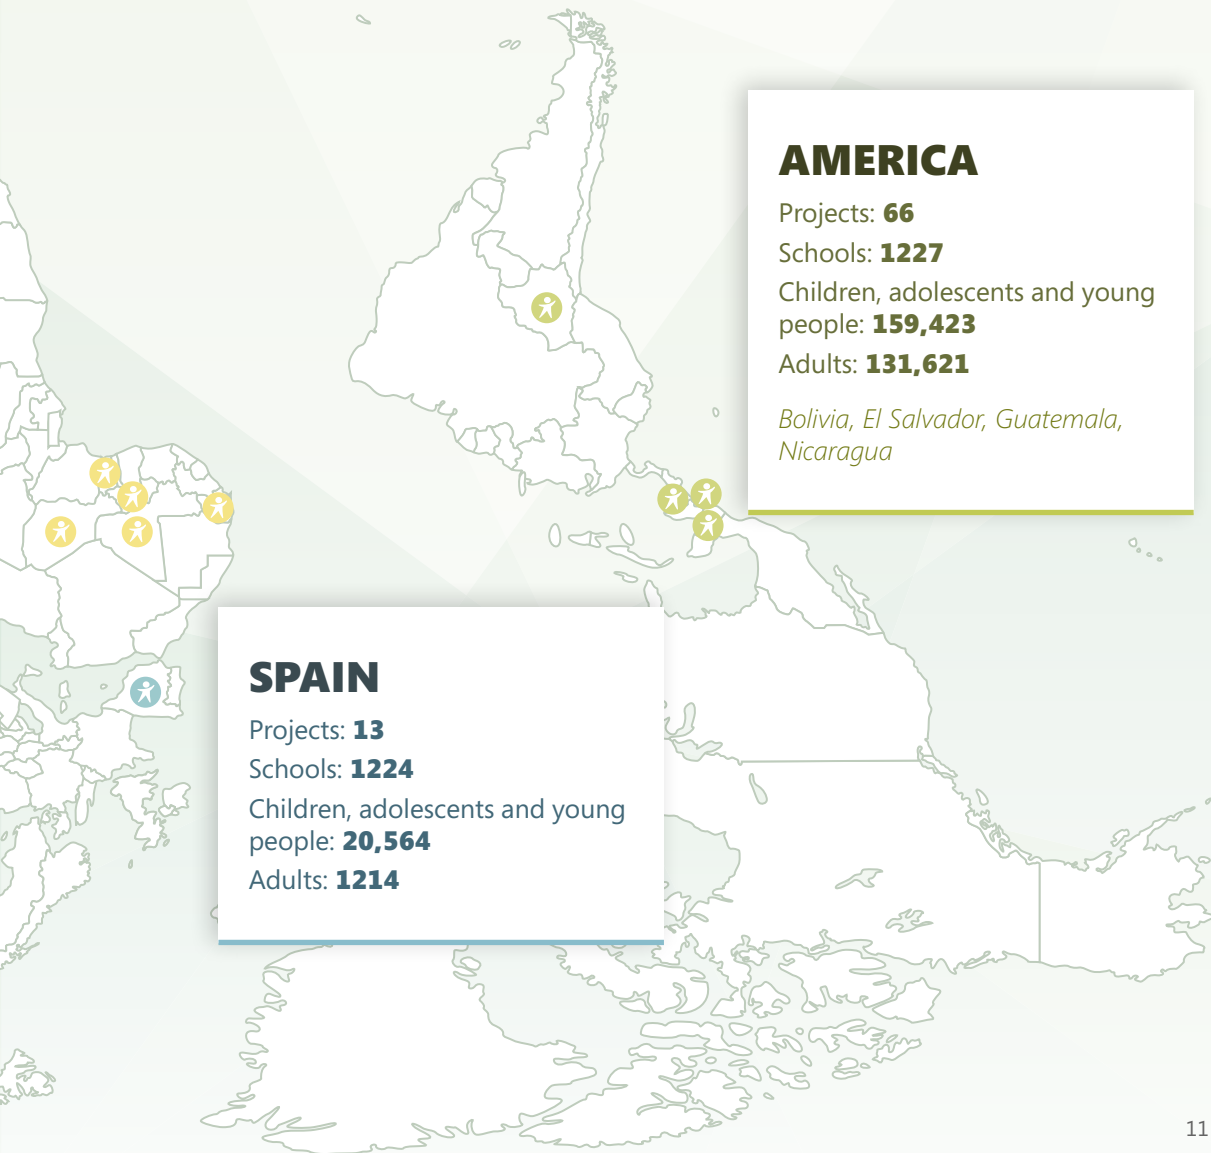 AMERICA
Projects: 66
Schools: 1227
Children, adolescents and young
people: 159,423
Adults: 131,621
Bolivia, El Salvador, Guatemala,
Nicaragua
SPAIN
Projects: 13
Schools: 1224
Children, adolescents and young
people: 20,564
Adults: 1214
11